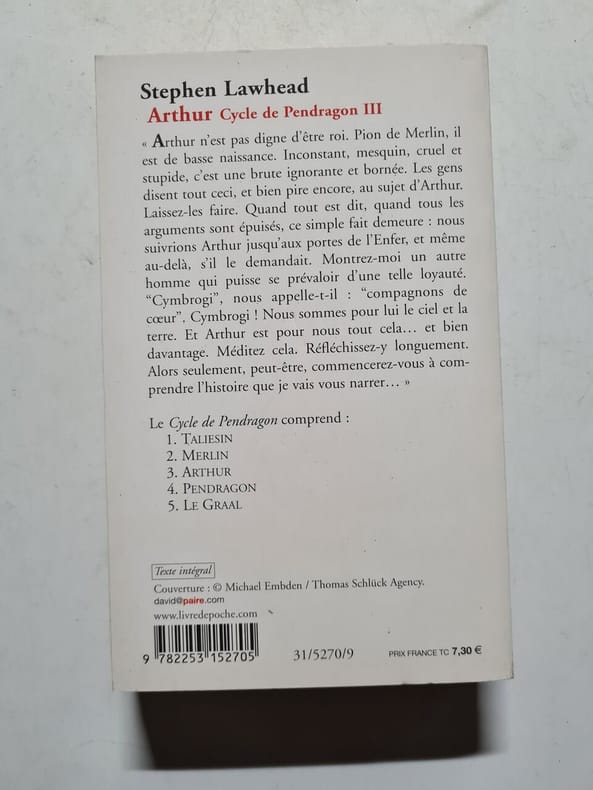 Stephen Lawhead
Arthur Cycle de Pendragon III
« Arthur n'est pas digne d'être roi. Pion de Merlin, il
est de basse naissance. Inconstant, mesquin, cruel et
stupide, c'est une brute ignorante et bornée. Les gens
disent tout ceci, et bien pire encore, au sujet d'Arthur.
Laissez-les faire. Quand tout est dit, quand tous les
arguments sont épuisés, ce simple fait demeure : nous
suivrions Arthur jusqu'aux portes de l'Enfer, et même
au-delà, s'il le demandait. Montrez-moi un autre
homme qui puisse se prévaloir d'une telle loyauté.
“Cymbrogi”, nous appelle-t-il : “compagnons de
cœur”. Cymbrogi ! Nous sommes pour lui le ciel et la
terre. Et Arthur est pour nous tout cela… et bien
davantage. Méditez cela. Réfléchissez-y longuement.
Alors seulement, peut-être, commencerez-vous à com-
prendre l'histoire que je vais vous narrer… »
Le Cycle de Pendragon comprend :
1. TALIESIN
2. MERLIN
3. ARTHUR
4. PENDRAGON
5. LE GRAAL
Texte intégral
Couverture : © Michael Embden / Thomas Schlück Agency.
david@paire.com
www.livredepoche.com
9 782253 152705
31/5270/9
PRIX FRANCE TC 7,30 €